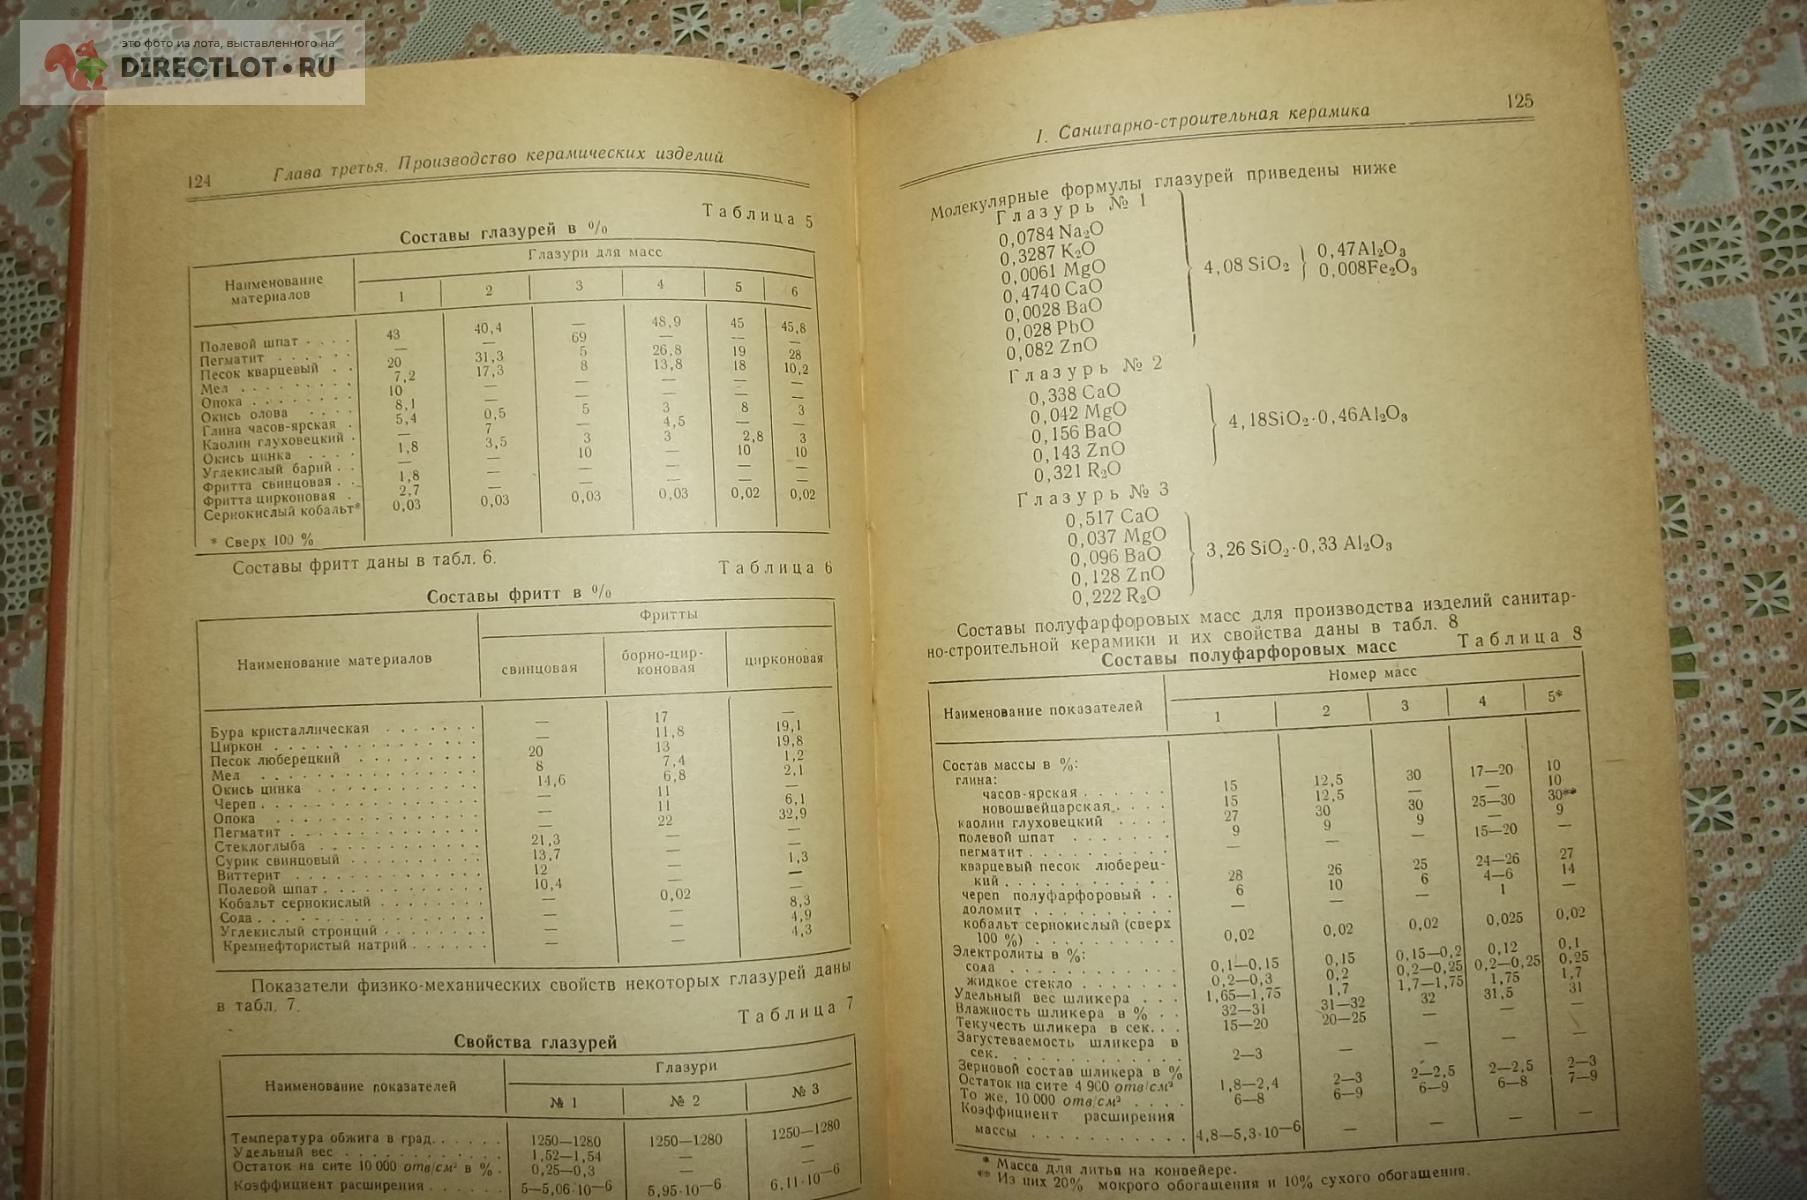 это фото из лота, выставленного на
DIRECTLOT•RU
124 Глава третья. Производство керамических изделий
Таблица 5
Составы глазурей в %
Наименование материалов Глазури для масс
1 2 3 4 5 6
Полевой шпат 43 40,4 — 48,9 45 45,8
Пегматит — — 69 — — —
Песок кварцевый 20 31,3 5 26,8 19 28
Мел 7,2 17,3 8 13,8 18 10,2
Опока 10 — — — — —
Окись олова 8,1 — — — — —
Глина часов-ярская 5,4 0,5 5 3 8 3
Каолин глуховецкий — 7 — 4,5 — —
Окись цинка 1,8 3,5 3 3 2,8 3
Углекислый барий — — 10 — 10 10
Фритта свинцовая 1,8 — — — — —
Фритта цирконовая 2,7 — — — — —
Сернокислый кобальт* 0,03 0,03 0,03 0,03 0,02 0,02
* Сверх 100 %
Составы фритт даны в табл. 6.
Таблица 6
Составы фритт в %
Наименование материалов Фритты
свинцовая борно-цир-
коновая цирконовая
Бура кристаллическая — 17 —
Циркон — 11,8 19,1
Песок люберецкий 20 13 19,8
Мел 8 7,4 1,2
Окись цинка 14,6 6,8 2,1
Череп — 11 —
Опока — 11 6,1
Пегматит — 22 32,9
Стеклоглыба 21,3 — —
Сурик свинцовый 13,7 — 1,3
Виттерит 12 — —
Полевой шпат 10,4 — —
Кобальт сернокислый — 0,02 —
Сода — — 8,3
Углекислый стронций — — 4,9
Кремнефтористый натрий — — 4,3
Показатели физико-механических свойств некоторых глазурей даны
в табл. 7.
Таблица 7
Свойства глазурей
Наименование показателей Глазури
№ 1 № 2 № 3
Температура обжига в град. 1250—1280 1250—1280 1250—1280
Удельный вес 1,52—1,54 — —
Остаток на сите 10 000 отв/см² в % 0,25—0,3 — —
Коэффициент расширения 5—5,06·10—6 5,95·10—6 6,11·10—6
I. Санитарно-строительная керамика 125
Молекулярные формулы глазурей приведены ниже
Глазурь № 1
0,0784 Na₂O
0,3287 K₂O
0,0061 MgO
0,4740 CaO
0,0028 BaO
0,028 PbO
0,082 ZnO
4,08 SiO₂ } 0,47Al₂O₃
0,008Fe₂O₃
Глазурь № 2
0,338 CaO
0,042 MgO
0,156 BaO
0,143 ZnO
0,321 R₂O
4,18SiO₂·0,46Al₂O₃
Глазурь № 3
0,517 CaO
0,037 MgO
0,096 BaO
0,128 ZnO
0,222 R₂O
3,26 SiO₂·0,33 Al₂O₃
Составы полуфарфоровых масс для производства изделий санитар-
но-строительной керамики и их свойства даны в табл. 8
Таблица 8
Составы полуфарфоровых масс
Наименование показателей Номер масс
1 2 3 4 5*
Состав массы в %:
глина:
часов-ярская 15 12,5 30 17—20 10
новошвейцарская 15 12,5 — — 10
каолин глуховецкий 27 30 30 25—30 30**
полевой шпат 9 9 9 — 9
пегматит — — — 15—20 —
кварцевый песок люберец-
кий 28 26 25 24—26 27
череп полуфарфоровый 6 10 6 4—6 14
доломит — — — 1 —
кобальт сернокислый (сверх
100 %) 0,02 0,02 0,02 0,025 0,02
Электролиты в %:
сода 0,1—0,15 0,15 0,15—0,2 0,12 0,1
жидкое стекло 0,2—0,3 0,2 0,2—0,25 0,2—0,25 0,25
Удельный вес шликера 1,65—1,75 1,7 1,7—1,75 1,75 1,7
Влажность шликера в % 32—31 31—32 32 31,5 31
Текучесть шликера в сек. 15—20 20—25 — — —
Загустеваемость шликера в
сек. 2—3 — — — —
Зерновой состав шликера в %
Остаток на сите 4 900 отв/см² 1,8—2,4 2—3 2—2,5 2—2,5 2—3
То же, 10 000 отв/см² 6—8 6—9 6—9 6—8 7—9
Коэффициент расширения
массы 4,8—5,3·10—6 — — — —
* Масса для литья на конвейере.
** Из них 20% мокрого обогащения и 10% сухого обогащения.